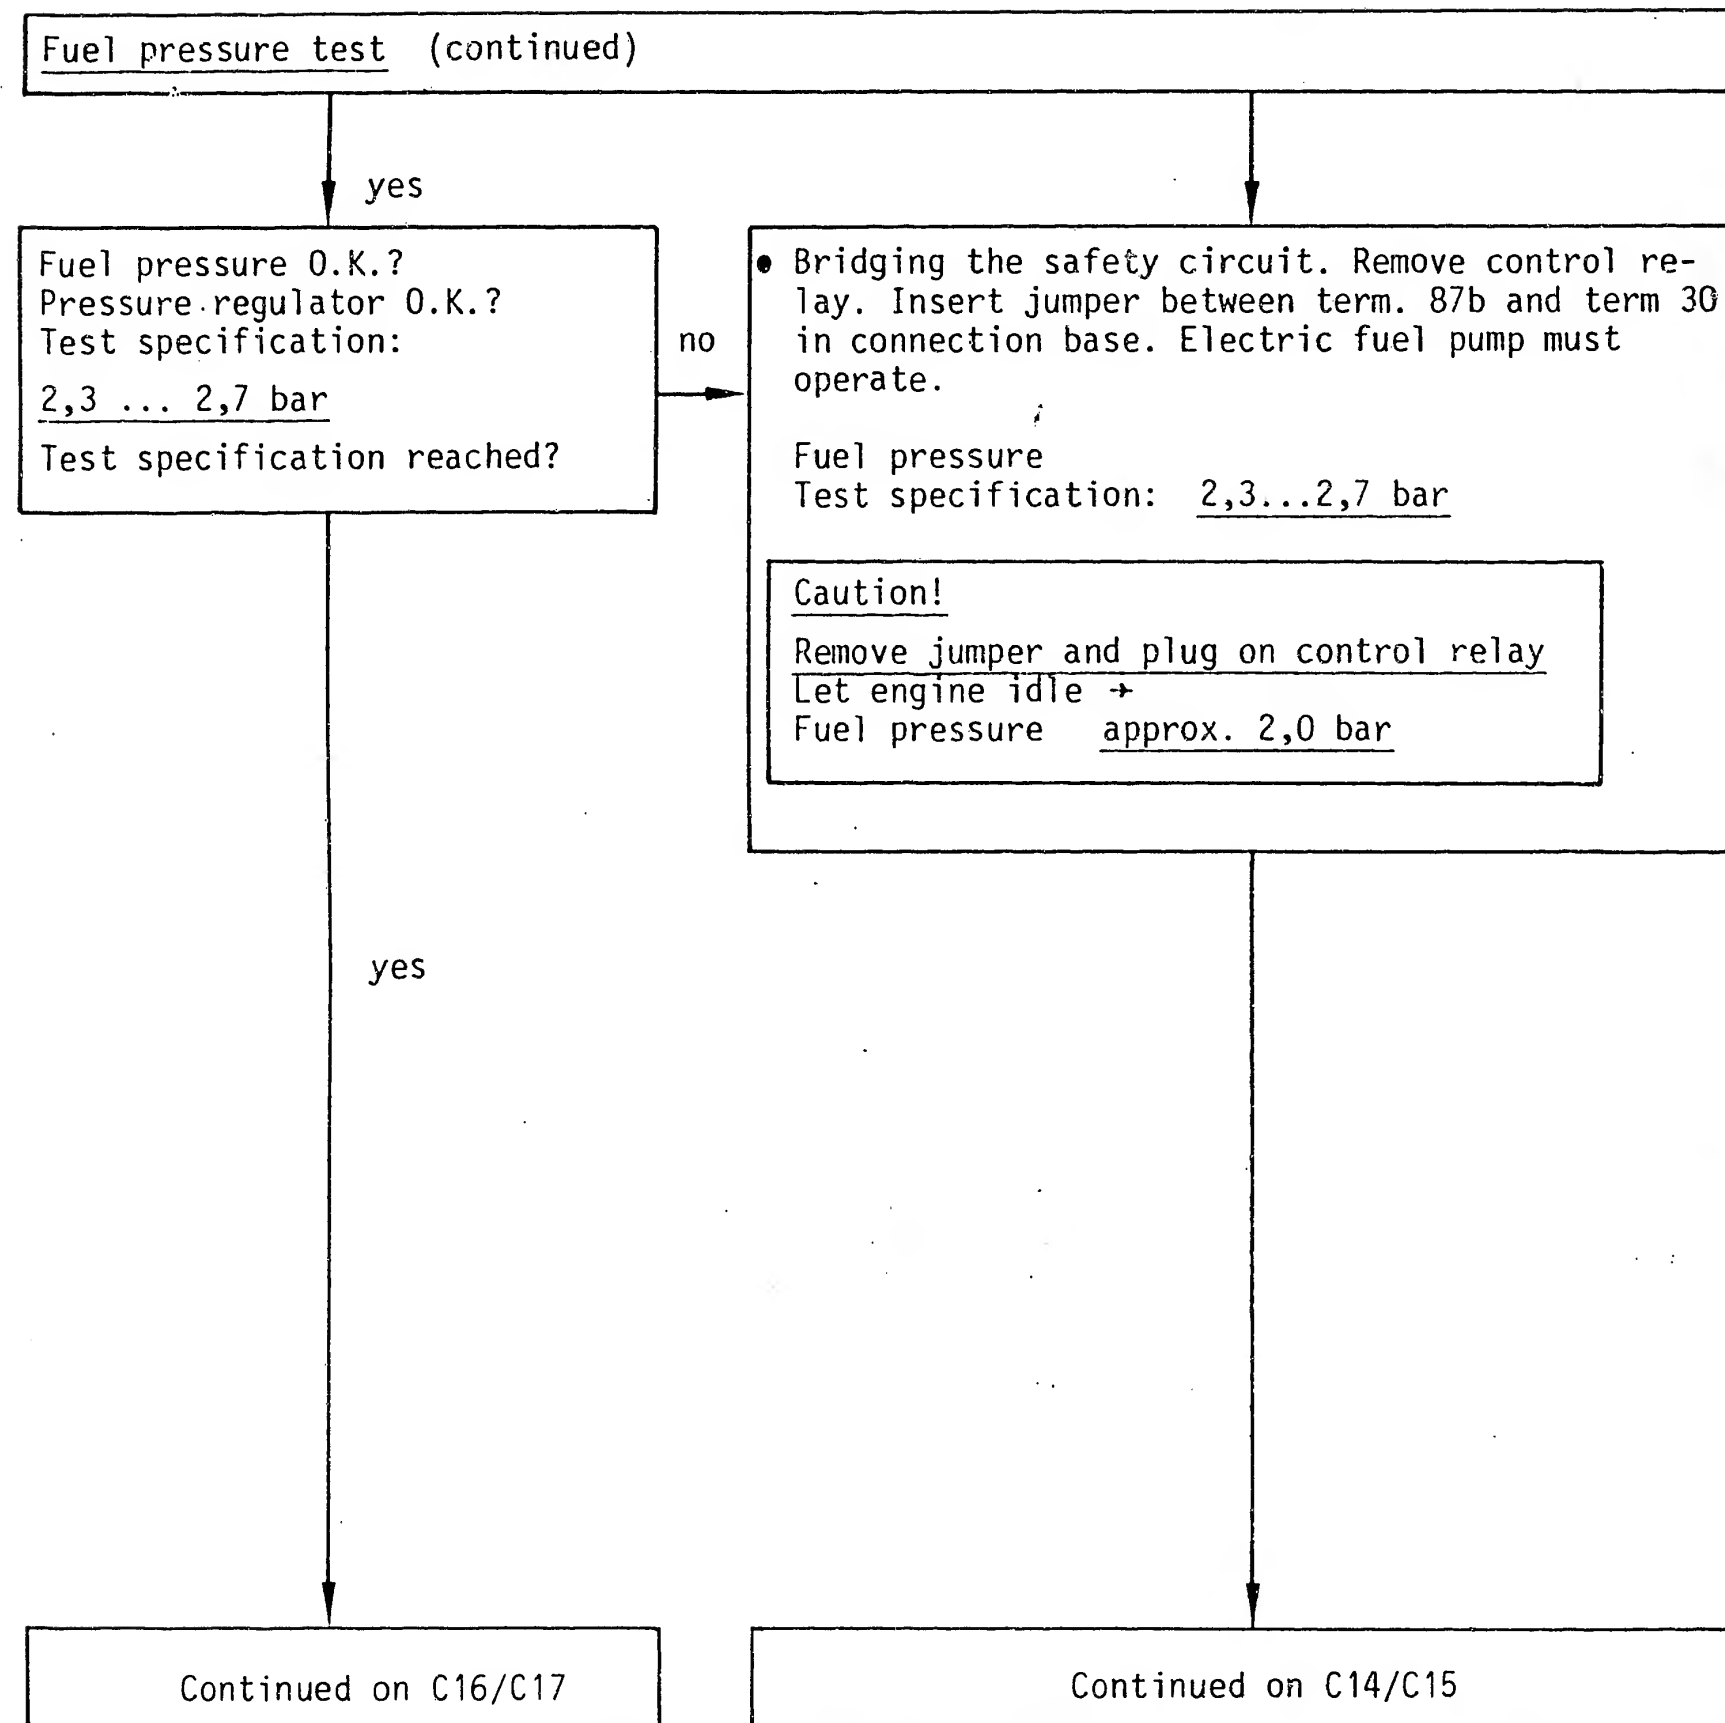 Fuel pressure test (continued)
yes
Fuel pressure O.K.?
Pressure regulator O.K.?
Test specification:
2,3 ... 2,7 bar
Test specification reached?
no
• Bridging the safety circuit. Remove control re-
lay. Insert jumper between term. 87b and term 30
in connection base. Electric fuel pump must
operate.
Fuel pressure
Test specification: 2,3...2,7 bar
Caution!
Remove jumper and plug on control relay
Let engine idle →
Fuel pressure approx. 2,0 bar
yes
Continued on C16/C17
Continued on C14/C15